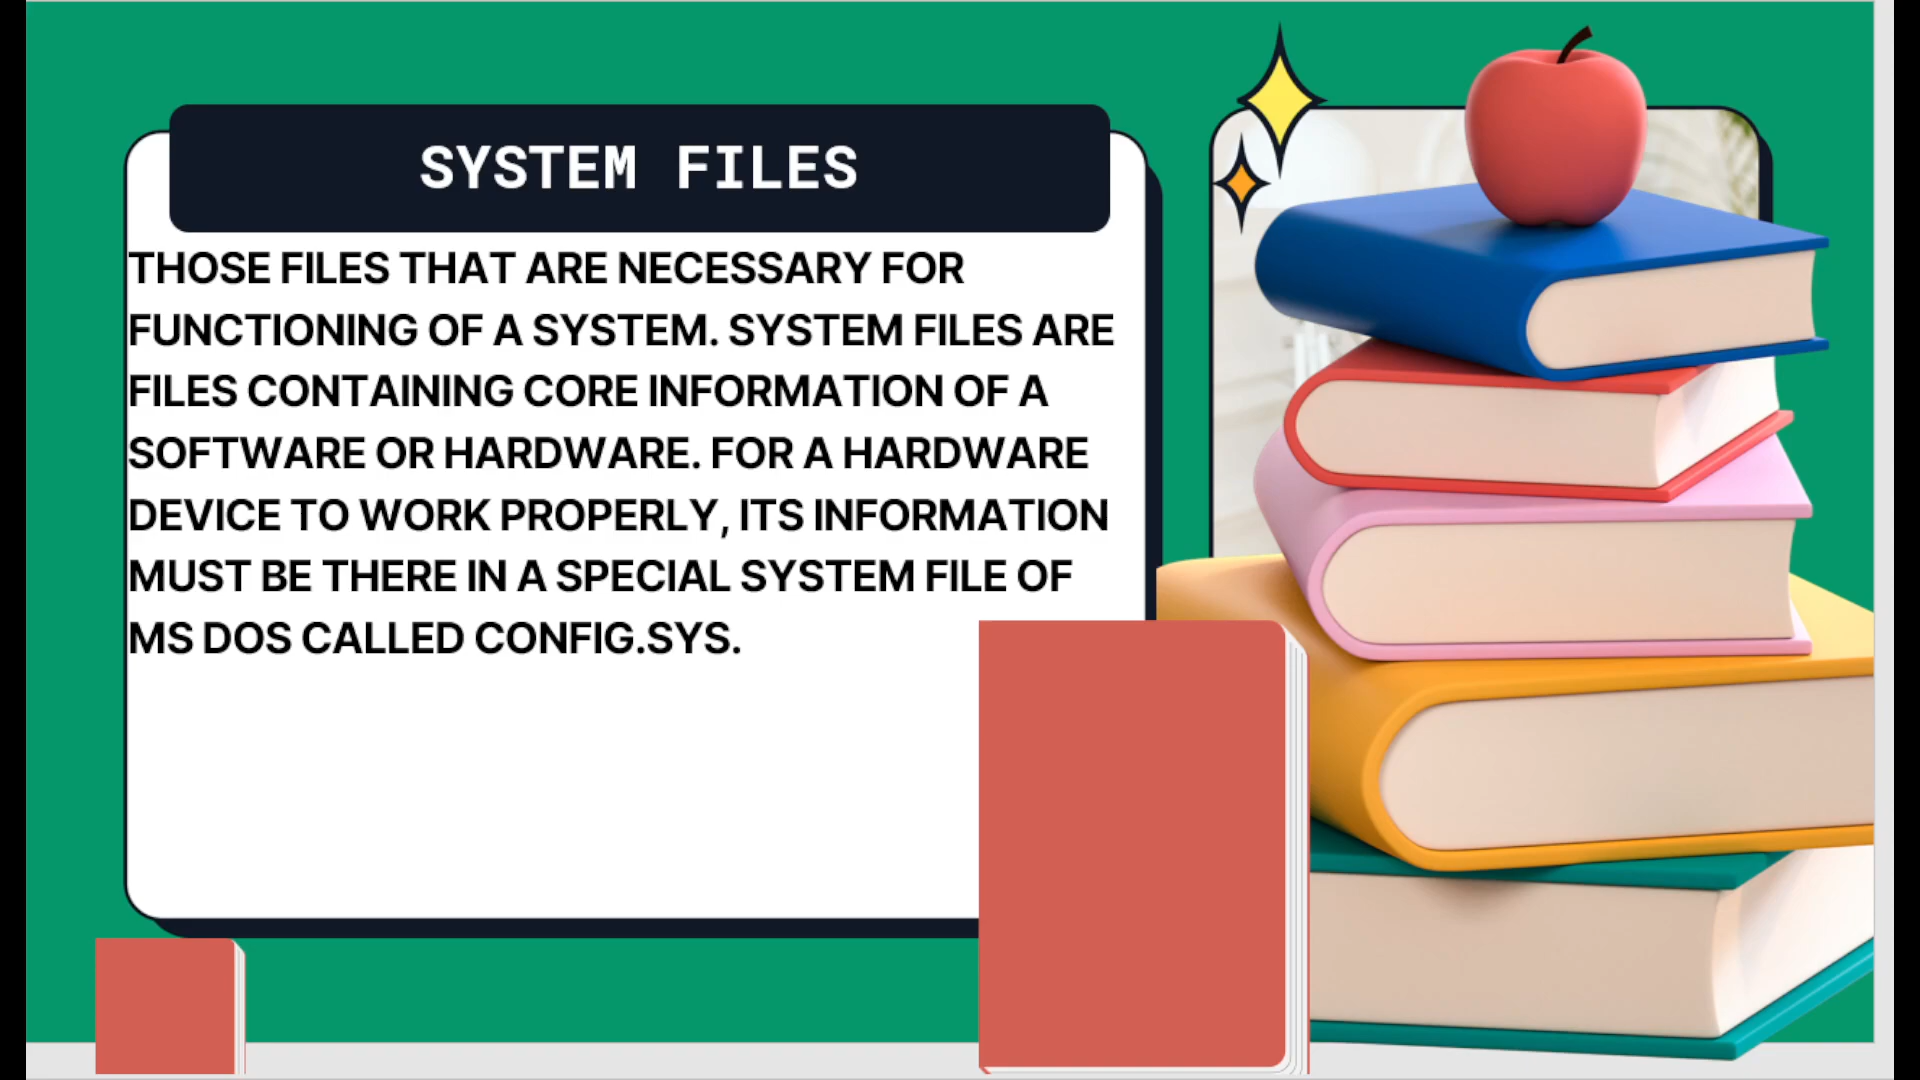 SYSTEM FILES
THOSE FILES THAT ARE NECESSARY FOR
FUNCTIONING OF A SYSTEM. SYSTEM FILES ARE
FILES CONTAINING CORE INFORMATION OF A
SOFTWARE OR HARDWARE. FOR A HARDWARE
DEVICE TO WORK PROPERLY, ITS INFORMATION
MUST BE THERE IN A SPECIAL SYSTEM FILE OF
MS DOS CALLED CONFIG.SYS.